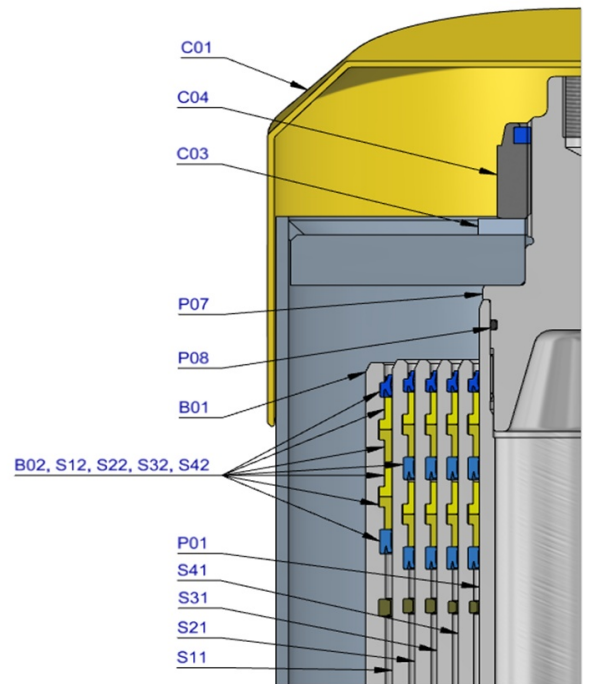 C01
C04
C03
P07
P08
B01
B02, S12, S22, S32, S42
P01
S41
S31
S21
S11